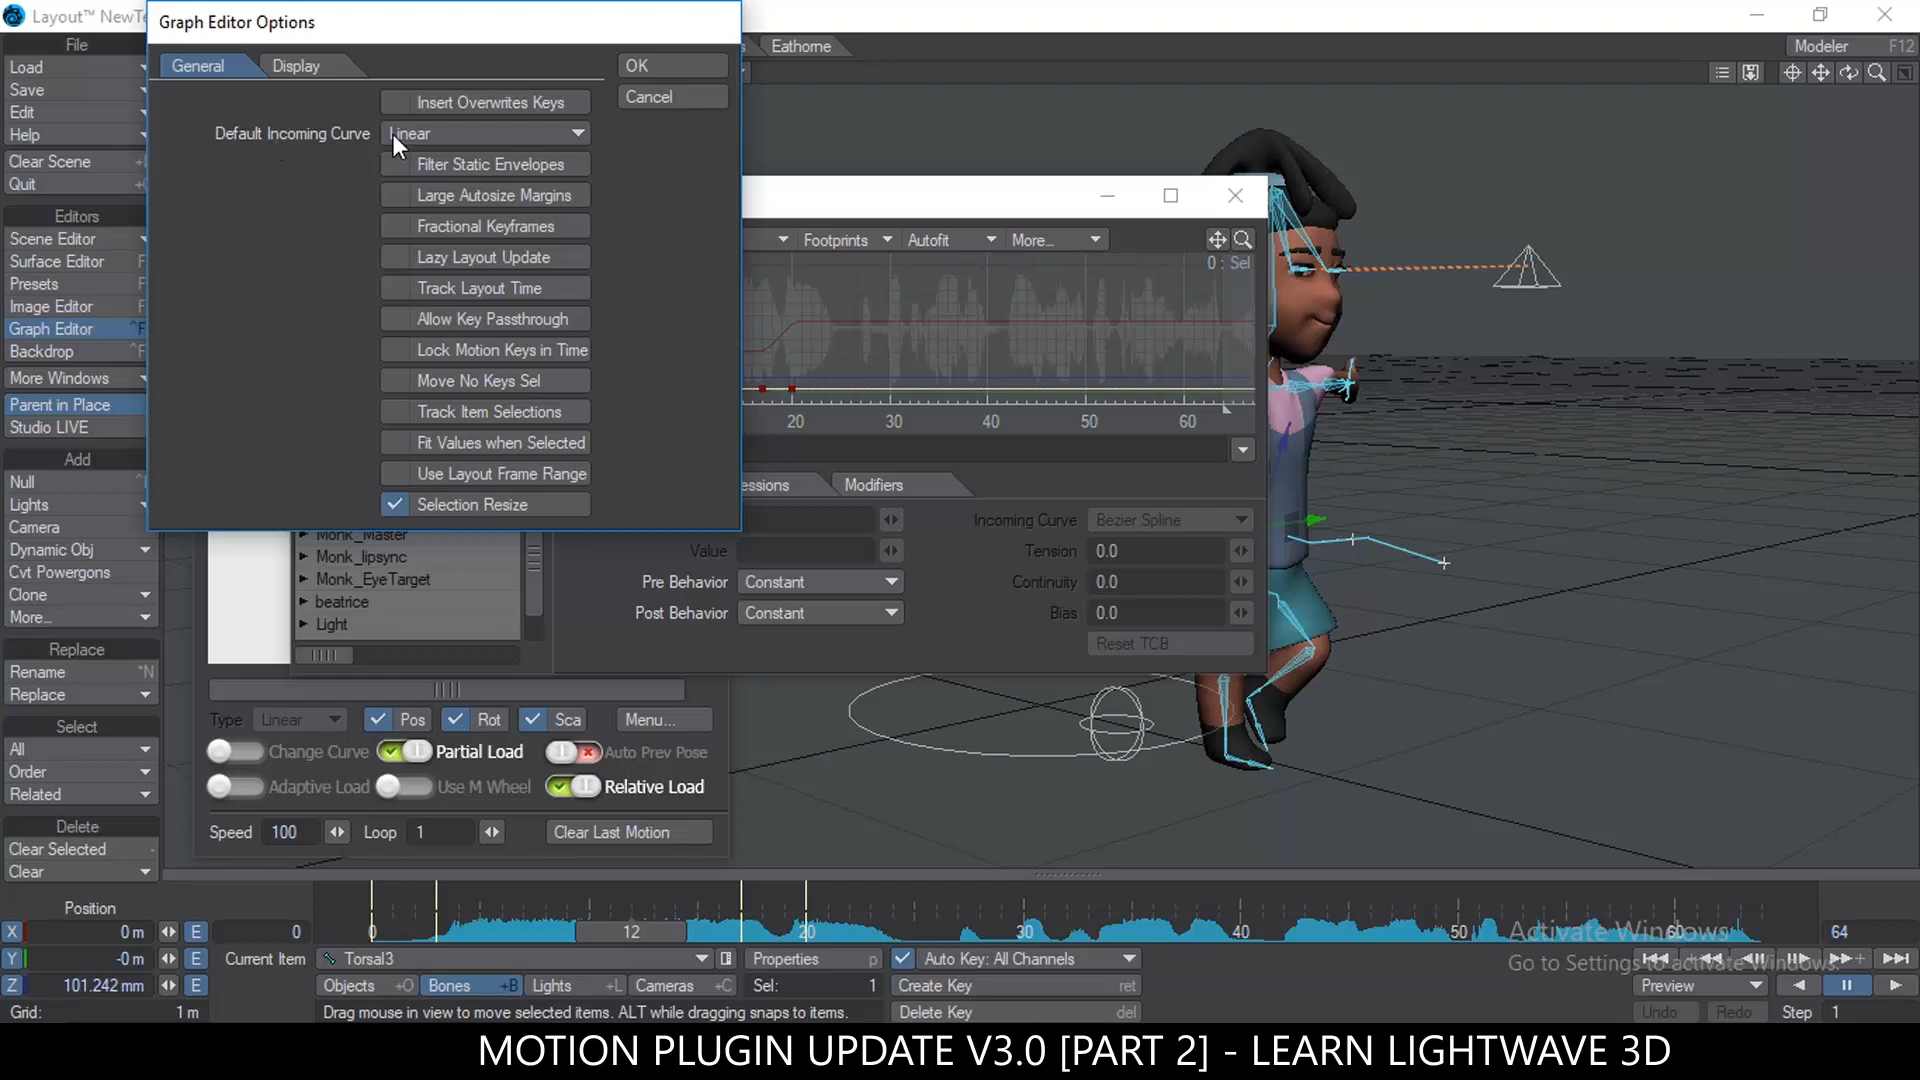 Layout™ NewTe
Graph Editor Options
General
Display
OK
Cancel
Insert Overwrites Keys
Default Incoming Curve
Linear
Filter Static Envelopes
Large Autosize Margins
Fractional Keyframes
Lazy Layout Update
Track Layout Time
Allow Key Passthrough
Lock Motion Keys in Time
Move No Keys Sel
Track Item Selections
Fit Values when Selected
Use Layout Frame Range
Selection Resize
File
Load
Save
Edit
Help
Clear Scene
Quit
Editors
Scene Editor
Surface Editor F
Presets F
Image Editor F
Graph Editor ^F
Backdrop ^F
More Windows
Parent in Place
Studio LIVE
Add
Null
Lights
Camera
Dynamic Obj
Cvt Powergons
Clone
More...
Replace
Rename *N
Replace
Select
All
Order
Related
Delete
Clear Selected -
Clear
Eathome
Modeler F12
Footprints
Autofit
More...
0 : Sel
20 30 40 50 60
essions
Modifiers
Value
Pre Behavior Constant
Post Behavior Constant
Incoming Curve Bezier Spline
Tension 0.0
Continuity 0.0
Bias 0.0
Reset TCB
Monk_Master
Monk_lipsync
Monk_EyeTarget
beatrice
Light
Type Linear Pos Rot Sca Menu...
Change Curve Partial Load Auto Prev Pose
Adaptive Load Use M Wheel Relative Load
Speed 100 Loop 1 Clear Last Motion
Position
X 0 m E
Y -0 m E
Z 101.242 mm E
Grid: 1 m
0 0 12 20 30 40 50 60 64
Current Item Torsal3 Properties p
Objects +O Bones +B Lights +L Cameras +C Sel: 1
Drag mouse in view to move selected items. ALT while dragging snaps to items.
Auto Key: All Channels
Create Key ret
Delete Key del
Activate Windows
Go to Settings to activate Windows.
Preview
Undo Redo Step 1
MOTION PLUGIN UPDATE V3.0 [PART 2] - LEARN LIGHTWAVE 3D